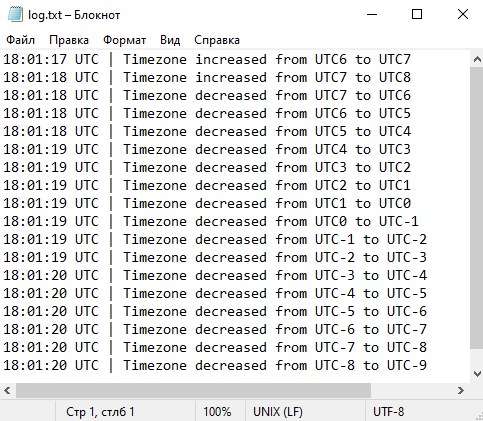 log.txt – Блокнот
Файл Правка Формат Вид Справка
18:01:17 UTC | Timezone increased from UTC6 to UTC7
18:01:18 UTC | Timezone increased from UTC7 to UTC8
18:01:18 UTC | Timezone decreased from UTC7 to UTC6
18:01:18 UTC | Timezone decreased from UTC6 to UTC5
18:01:18 UTC | Timezone decreased from UTC5 to UTC4
18:01:19 UTC | Timezone decreased from UTC4 to UTC3
18:01:19 UTC | Timezone decreased from UTC3 to UTC2
18:01:19 UTC | Timezone decreased from UTC2 to UTC1
18:01:19 UTC | Timezone decreased from UTC1 to UTC0
18:01:19 UTC | Timezone decreased from UTC0 to UTC-1
18:01:19 UTC | Timezone decreased from UTC-1 to UTC-2
18:01:19 UTC | Timezone decreased from UTC-2 to UTC-3
18:01:20 UTC | Timezone decreased from UTC-3 to UTC-4
18:01:20 UTC | Timezone decreased from UTC-4 to UTC-5
18:01:20 UTC | Timezone decreased from UTC-5 to UTC-6
18:01:20 UTC | Timezone decreased from UTC-6 to UTC-7
18:01:20 UTC | Timezone decreased from UTC-7 to UTC-8
18:01:20 UTC | Timezone decreased from UTC-8 to UTC-9
Стр 1, стлб 1 100% UNIX (LF) UTF-8